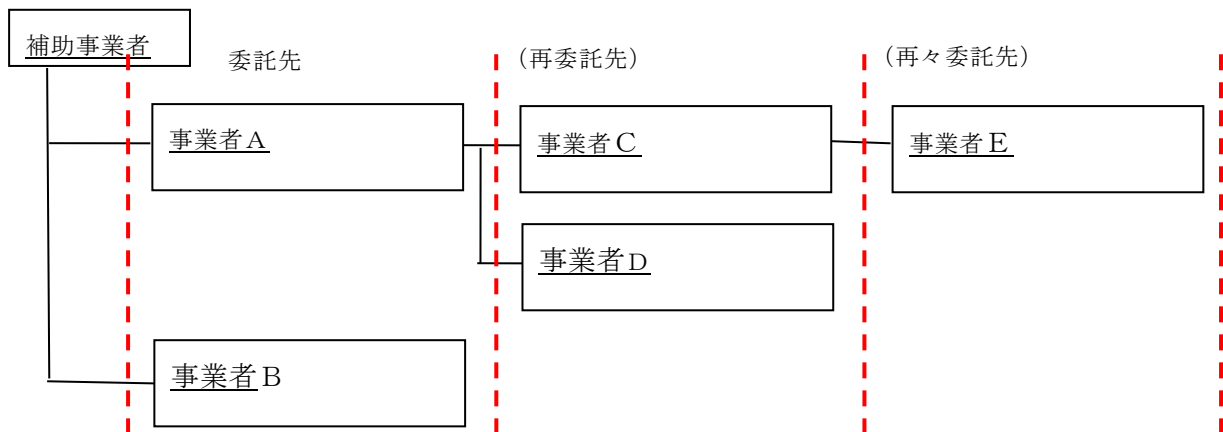 補助事業者
委託先
(再委託先)
(再々委託先)
事業者A
事業者C
事業者E
事業者D
事業者B